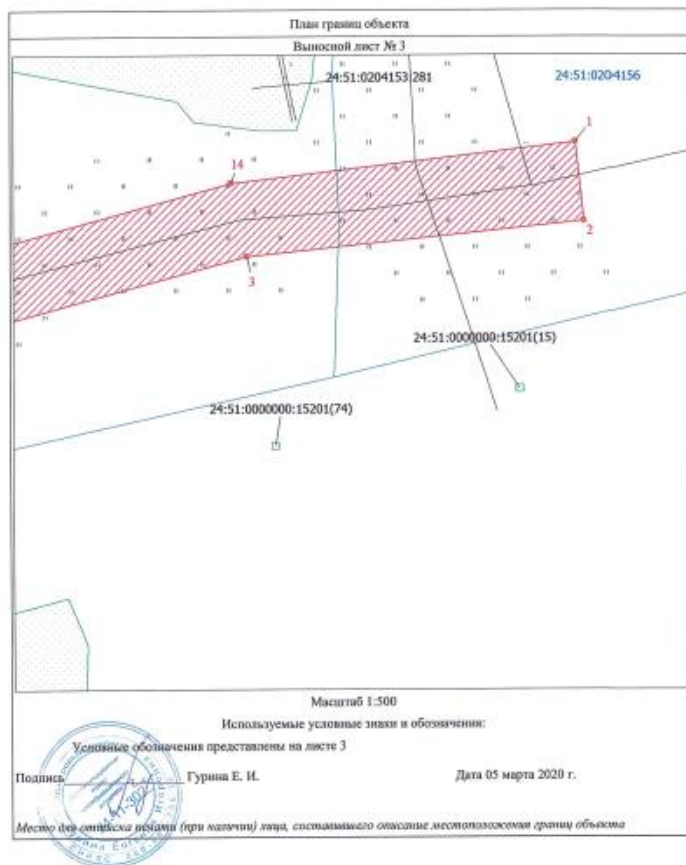 План границ объекта
Выносной лист № 3
24:51:0204153 281
24:51:0204156
1
14
2
3
24:51:0000000:15201(15)
24:51:0000000:15201(74)
Масштаб 1:500
Используемые условные знаки и обозначения:
Условные обозначения представлены на листе 3
Подпись Гурина Е. И. Дата 05 марта 2020 г.
Место для оттиска печати (при наличии) лица, составившего описание местоположения границ объекта